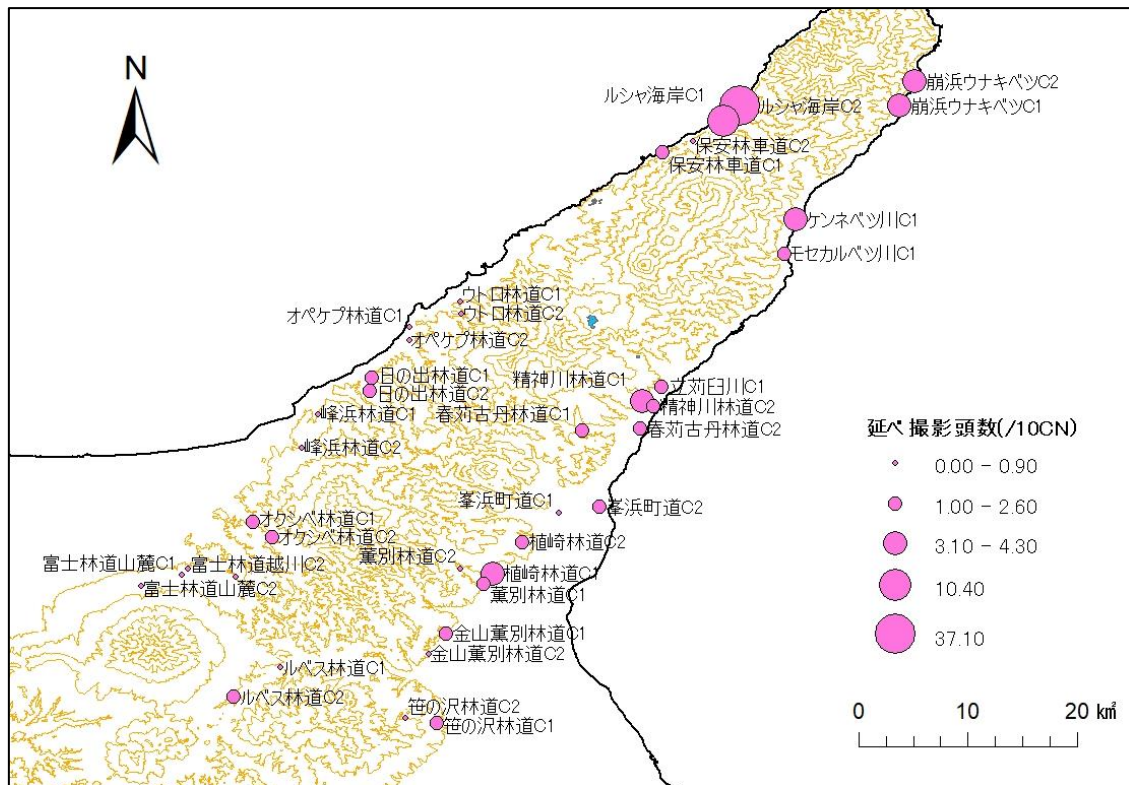 N
崩浜ウナキベツC2
ルシャ海岸C1
ルシャ海岸C2
崩浜ウナキベツC1
保安林車道C2
保安林車道C1
ケンネベツ川C1
モセカルベツ川C1
ウトロ林道C1
ウトロ林道C2
オペケプ林道C1
オペケプ林道C2
日の出林道C1
日の出林道C2
精神川林道C1
立苅臼川C1
精神川林道C2
峰浜林道C1
春苅古丹林道C1
春苅古丹林道C2
峰浜林道C2
延べ撮影頭数(/10CN)
0.00 − 0.90
1.00 − 2.60
3.10 − 4.30
10.40
37.10
峯浜町道C1
峯浜町道C2
オクシベ林道C1
オクシベ林道C2
植崎林道C2
薫別林道C2
富士林道山麓C1
富士林道越川C2
富士林道山麓C2
植崎林道C1
薫別林道C1
金山薫別林道C1
金山薫別林道C2
ルベス林道C1
ルベス林道C2
笹の沢林道C2
笹の沢林道C1
0 10 20 km²